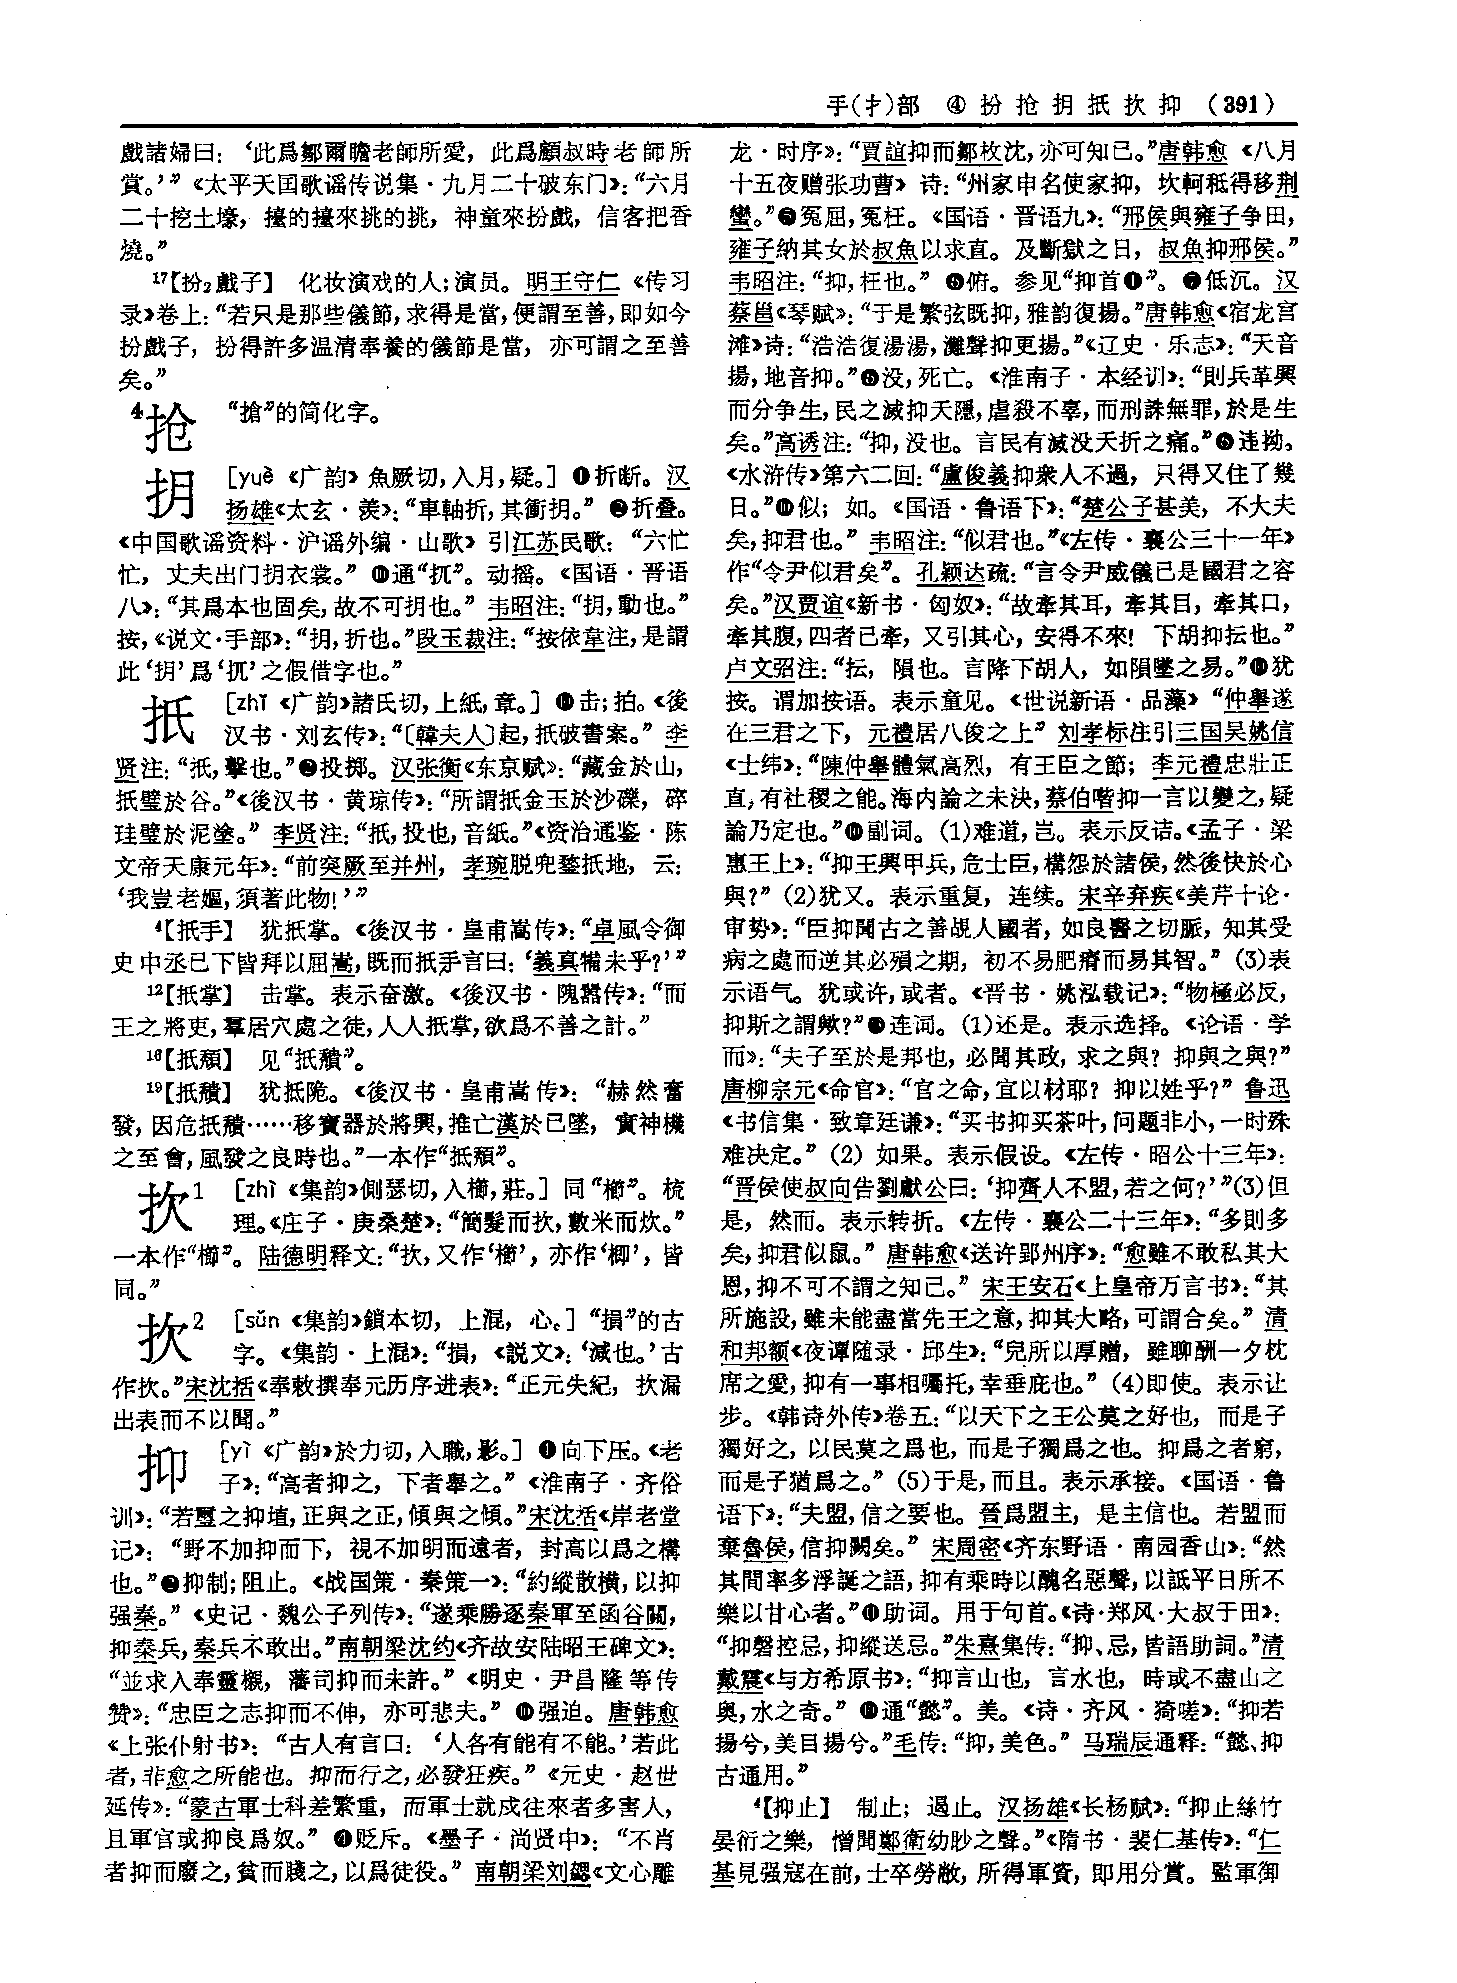 手(扌)部 ④ 扮抢抈抵抁抑 (391)
戲諸婦曰：‘此爲鄒爾瞻老師所愛，此爲顧叔時老師所
賞。’”《太平天囯歌谣传说集·九月二十破东门》：“六月
二十挖土壕，擡的擡來挑的挑，神童來扮戲，信客把香
燒。”
17【扮₂戲子】 化妆演戏的人；演员。明王守仁《传习
录》卷上：“若只是那些儀節，求得是當，便謂至善，即如今
扮戲子，扮得許多温凊奉養的儀節是當，亦可謂之至善
矣。”
4抢 “搶”的简化字。
抈 [yuè《广韵》魚厥切，入月，疑。] ❶折断。汉
扬雄《太玄·羡》：“車軸折，其衝抈。” ❷折叠。
《中国歌谣资料·沪谣外编·山歌》引江苏民歌：“六忙
忙，丈夫出门抈衣裳。” ❸通“扤”。动摇。《国语·晋语
八》：“其爲本也固矣，故不可抈也。”韦昭注：“抈，動也。”
按，《说文·手部》：“抈，折也。”段玉裁注：“按依韋注，是謂
此‘抈’爲‘扤’之假借字也。”
扺 [zhǐ《广韵》諸氏切，上紙，章。] ❶击；拍。《後
汉书·刘玄传》：“〔韓夫人〕起，扺破書案。”李
贤注：“扺，擊也。”❷投掷。汉张衡《东京赋》：“藏金於山，
扺璧於谷。”《後汉书·黄琼传》：“所謂扺金玉於沙礫，碎
珪璧於泥塗。”李贤注：“扺，投也，音紙。”《资治通鉴·陈
文帝天康元年》：“前突厥至并州，孝琬脱兜鍪扺地，云：
‘我豈老嫗，須著此物！’”
4【扺手】 犹扺掌。《後汉书·皇甫嵩传》：“卓風令御
史中丞已下皆拜以屈嵩，既而扺手言曰：‘義真犕未乎？’”
12【扺掌】 击掌。表示奋激。《後汉书·隗嚣传》：“而
王之將吏，羣居穴處之徒，人人扺掌，欲爲不善之計。”
16【扺頽】 见“扺穨”。
19【扺穨】 犹抵隤。《後汉书·皇甫嵩传》：“赫然奮
發，因危扺穨……移寶器於將興，推亡漢於已墜，實神機
之至會，風發之良時也。”一本作“扺頽”。
扻1 [zhì《集韵》側瑟切，入櫛，莊。] 同“櫛”。梳
理。《庄子·庚桑楚》：“簡髮而扻，數米而炊。”
一本作“櫛”。陆德明释文：“扻，又作‘櫛’，亦作‘楖’，皆
同。”
扻2 [sǔn《集韵》鎖本切，上混，心。] “損”的古
字。《集韵·上混》：“損，《説文》：‘減也。’古
作扻。”宋沈括《奉敕撰奉元历序进表》：“正元失紀，扻漏
出表而不以聞。”
抑 [yì《广韵》於力切，入職，影。] ❶向下压。《老
子》：“高者抑之，下者舉之。”《淮南子·齐俗
训》：“若璽之抑埴，正與之正，傾與之傾。”宋沈括《岸老堂
记》：“野不加抑而下，視不加明而遠者，封高以爲之構
也。”❷抑制；阻止。《战国策·秦策一》：“約縱散横，以抑
强秦。”《史记·魏公子列传》：“遂乘勝逐秦軍至函谷關，
抑秦兵，秦兵不敢出。”南朝梁沈约《齐故安陆昭王碑文》：
“並求入奉靈櫬，藩司抑而未許。”《明史·尹昌隆等传
赞》：“忠臣之志抑而不伸，亦可悲夫。” ❸强迫。唐韩愈
《上张仆射书》：“古人有言曰：‘人各有能有不能。’若此
者，非愈之所能也。抑而行之，必發狂疾。”《元史·赵世
延传》：“蒙古軍士科差繁重，而軍士就戍往來者多害人，
且軍官或抑良爲奴。” ❹贬斥。《墨子·尚贤中》：“不肖
者抑而廢之，貧而賤之，以爲徒役。”南朝梁刘勰《文心雕
龙·时序》：“賈誼抑而鄒枚沈，亦可知已。”唐韩愈《八月
十五夜赠张功曹》诗：“州家申名使家抑，坎軻秪得移荆
蠻。”❺冤屈，冤枉。《国语·晋语九》：“邢侯與雍子争田，
雍子納其女於叔魚以求直。及斷獄之日，叔魚抑邢侯。”
韦昭注：“抑，枉也。” ❻俯。参见“抑首❶”。❼低沉。汉
蔡邕《琴赋》：“于是繁弦既抑，雅韵復揚。”唐韩愈《宿龙宫
滩》诗：“浩浩復湯湯，灘聲抑更揚。”《辽史·乐志》：“天音
揚，地音抑。”❽没，死亡。《淮南子·本经训》：“則兵革興
而分争生，民之滅抑夭隱，虐殺不辜，而刑誅無罪，於是生
矣。”高诱注：“抑，没也。言民有滅没夭折之痛。”❾违拗。
《水浒传》第六二回：“盧俊義抑衆人不過，只得又住了幾
日。”❿似；如。《国语·鲁语下》：“楚公子甚美，不大夫
矣，抑君也。”韦昭注：“似君也。”《左传·襄公三十一年》
作“令尹似君矣”。孔颖达疏：“言令尹威儀已是國君之容
矣。”汉贾谊《新书·匈奴》：“故牽其耳，牽其目，牽其口，
牽其腹，四者已牽，又引其心，安得不來！下胡抑抎也。”
卢文弨注：“抎，隕也。言降下胡人，如隕墜之易。”⓫犹
按。谓加按语。表示意见。《世说新语·品藻》“仲舉遂
在三君之下，元禮居八俊之上”刘孝标注引三国吴姚信
《士纬》：“陳仲舉體氣高烈，有王臣之節；李元禮忠壯正
直，有社稷之能。海内論之未決，蔡伯喈抑一言以變之，疑
論乃定也。”⓬副词。(1)难道，岂。表示反诘。《孟子·梁
惠王上》：“抑王興甲兵，危士臣，構怨於諸侯，然後快於心
與？”(2)犹又。表示重复，连续。宋辛弃疾《美芹十论·
审势》：“臣抑聞古之善覘人國者，如良醫之切脈，知其受
病之處而逆其必殞之期，初不易肥瘠而易其智。”(3)表
示语气。犹或许，或者。《晋书·姚泓载记》：“物極必反，
抑斯之謂歟？”⓭连词。(1)还是。表示选择。《论语·学
而》：“夫子至於是邦也，必聞其政，求之與？抑與之與？”
唐柳宗元《命官》：“官之命，宜以材耶？抑以姓乎？”鲁迅
《书信集·致章廷谦》：“买书抑买茶叶，问题非小，一时殊
难决定。”(2) 如果。表示假设。《左传·昭公十三年》：
“晋侯使叔向告劉獻公曰：‘抑齊人不盟，若之何？’”(3)但
是，然而。表示转折。《左传·襄公二十三年》：“多則多
矣，抑君似鼠。”唐韩愈《送许郢州序》：“愈雖不敢私其大
恩，抑不可不謂之知己。”宋王安石《上皇帝万言书》：“其
所施設，雖未能盡當先王之意，抑其大略，可謂合矣。”清
和邦额《夜谭随录·邱生》：“兒所以厚贈，雖聊酬一夕枕
席之愛，抑有一事相囑托，幸垂庇也。”(4)即使。表示让
步。《韩诗外传》卷五：“以天下之王公莫之好也，而是子
獨好之，以民莫之爲也，而是子獨爲之也。抑爲之者窮，
而是子猶爲之。”(5)于是，而且。表示承接。《国语·鲁
语下》：“夫盟，信之要也。晉爲盟主，是主信也。若盟而
棄魯侯，信抑闕矣。”宋周密《齐东野语·南园香山》：“然
其間率多浮誕之語，抑有乘時以醜名惡聲，以詆平日所不
樂以甘心者。”⓮助词。用于句首。《诗·郑风·大叔于田》：
“抑磬控忌，抑縱送忌。”朱熹集传：“抑、忌，皆語助詞。”清
戴震《与方希原书》：“抑言山也，言水也，時或不盡山之
奥，水之奇。” ⓯通“懿”。美。《诗·齐风·猗嗟》：“抑若
揚兮，美目揚兮。”毛传：“抑，美色。”马瑞辰通释：“懿、抑
古通用。”
4【抑止】 制止；遏止。汉扬雄《长杨赋》：“抑止絲竹
晏衍之樂，憎聞鄭衛幼眇之聲。”《隋书·裴仁基传》：“仁
基見强寇在前，士卒勞敝，所得軍資，即用分賞。監軍御